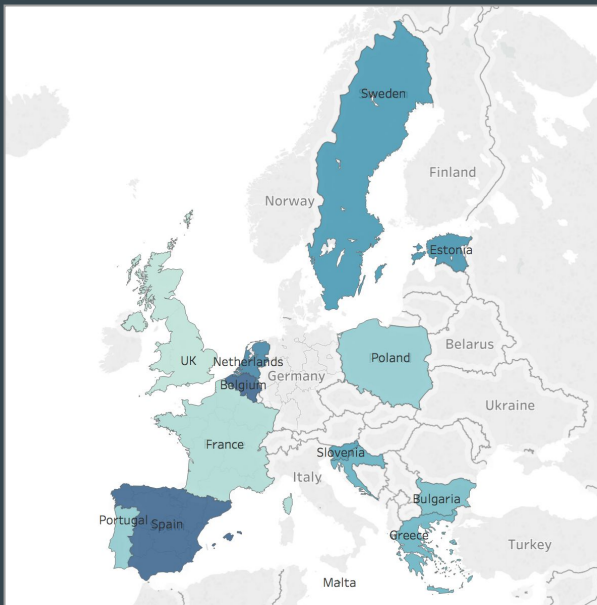 Sweden
Finland
Norway
Estonia
UK
Netherlands
Belgium
Germany
Poland
Belarus
Ukraine
France
Slovenia
Italy
Portugal
Spain
Bulgaria
Greece
Turkey
Malta